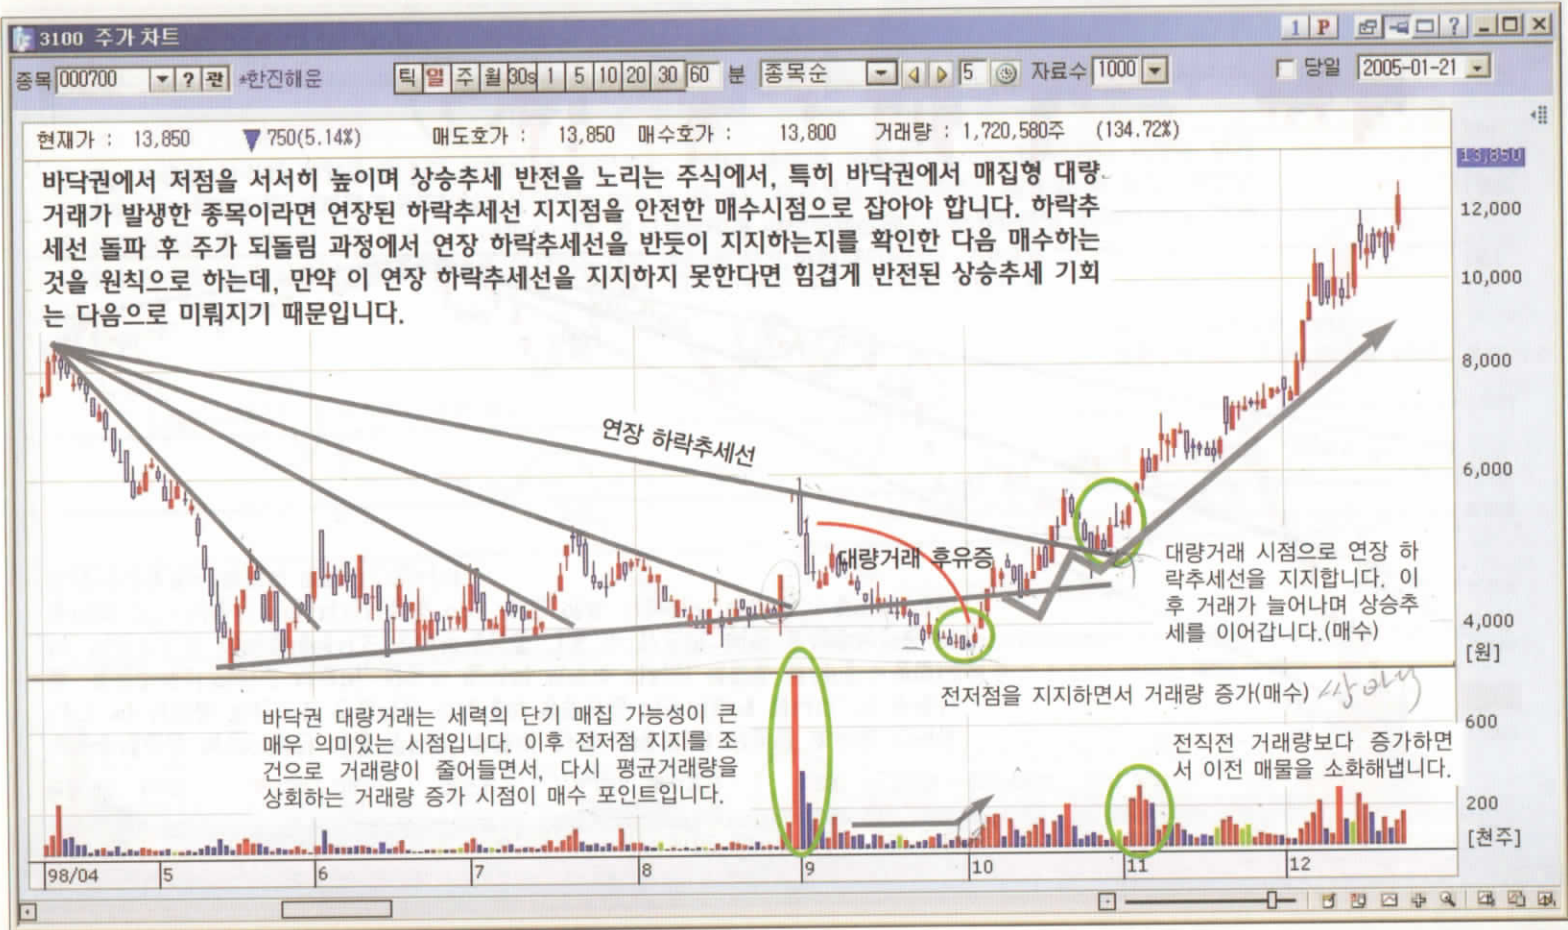 3100 주가차트
1 P ?
종목 000700 ? 관 *한진해운 틱 일 주 월 30s 1 5 10 20 30 60 분 종목순 5 자료수 1000 당일 2005-01-21
현재가 : 13,850 ▼ 750(5.14%) 매도호가 : 13,850 매수호가 : 13,800 거래량 : 1,720,580주 (134.72%)
13,850
바닥권에서 저점을 서서히 높이며 상승추세 반전을 노리는 주식에서, 특히 바닥권에서 매집형 대량
거래가 발생한 종목이라면 연장된 하락추세선 지지점을 안전한 매수시점으로 잡아야 합니다. 하락추
세선 돌파 후 주가 되돌림 과정에서 연장 하락추세선을 반듯이 지지하는지를 확인한 다음 매수하는
것을 원칙으로 하는데, 만약 이 연장 하락추세선을 지지하지 못한다면 힘겹게 반전된 상승추세 기회
는 다음으로 미뤄지기 때문입니다.
12,000
10,000
8,000
6,000
4,000
[원]
연장 하락추세선
대량거래 후유증
대량거래 시점으로 연장 하
락추세선을 지지합니다. 이
후 거래가 늘어나며 상승추
세를 이어갑니다.(매수)
전저점을 지지하면서 거래량 증가(매수)
바닥권 대량거래는 세력의 단기 매집 가능성이 큰
매우 의미있는 시점입니다. 이후 전저점 지지를 조
건으로 거래량이 줄어들면서, 다시 평균거래량을
상회하는 거래량 증가 시점이 매수 포인트입니다.
전직전 거래량보다 증가하면
서 이전 매물을 소화해냅니다.
600
200
[천주]
98/04 5 6 7 8 9 10 11 12